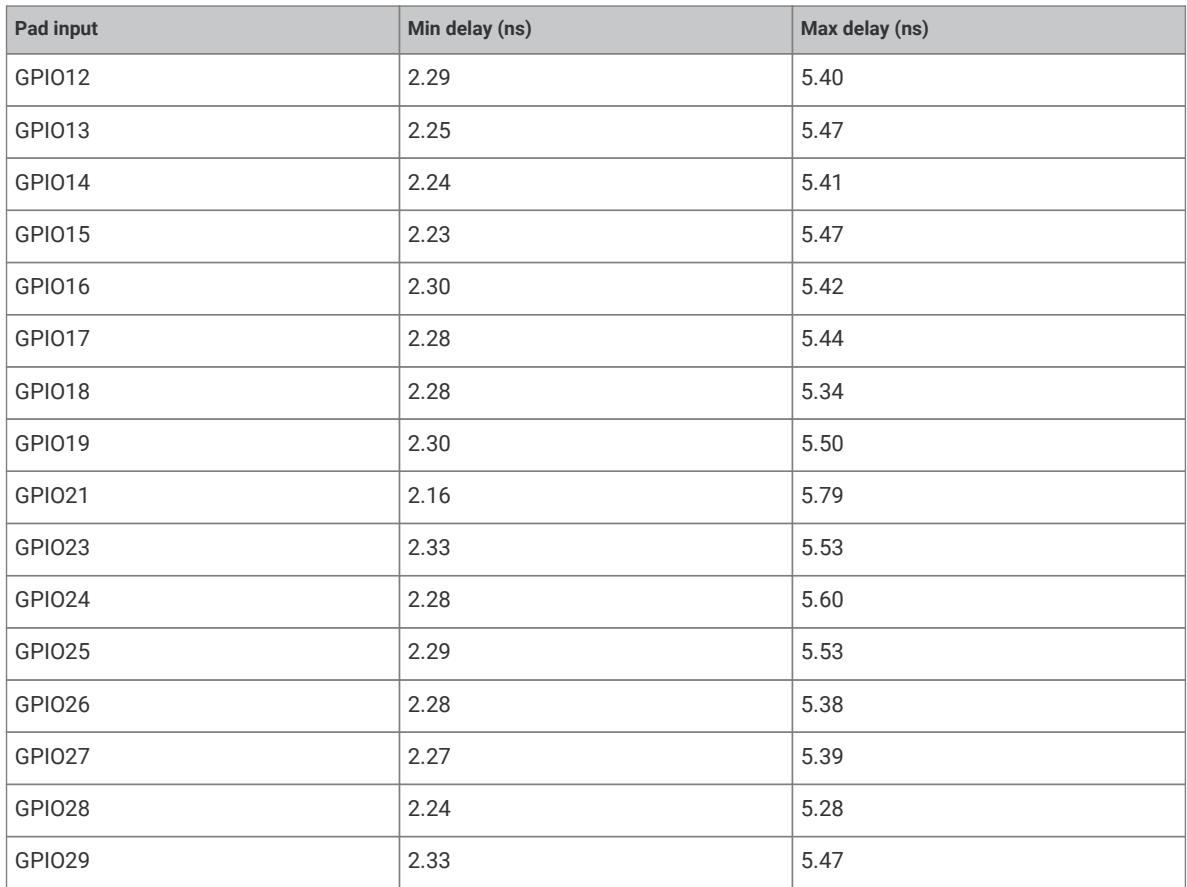 Pad input Min delay (ns) Max delay (ns)
GPIO12 2.29 5.40
GPIO13 2.25 5.47
GPIO14 2.24 5.41
GPIO15 2.23 5.47
GPIO16 2.30 5.42
GPIO17 2.28 5.44
GPIO18 2.28 5.34
GPIO19 2.30 5.50
GPIO21 2.16 5.79
GPIO23 2.33 5.53
GPIO24 2.28 5.60
GPIO25 2.29 5.53
GPIO26 2.28 5.38
GPIO27 2.27 5.39
GPIO28 2.24 5.28
GPIO29 2.33 5.47